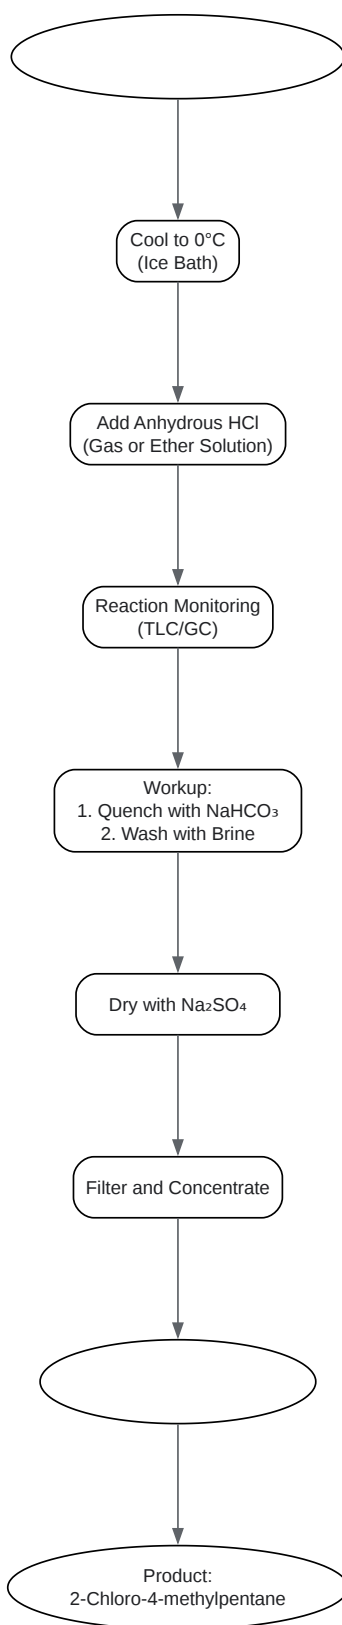 Cool to 0°C
(Ice Bath)
Add Anhydrous HCl
(Gas or Ether Solution)
Reaction Monitoring
(TLC/GC)
Workup:
1. Quench with NaHCO₃
2. Wash with Brine
Dry with Na₂SO₄
Filter and Concentrate
Product:
2-Chloro-4-methylpentane